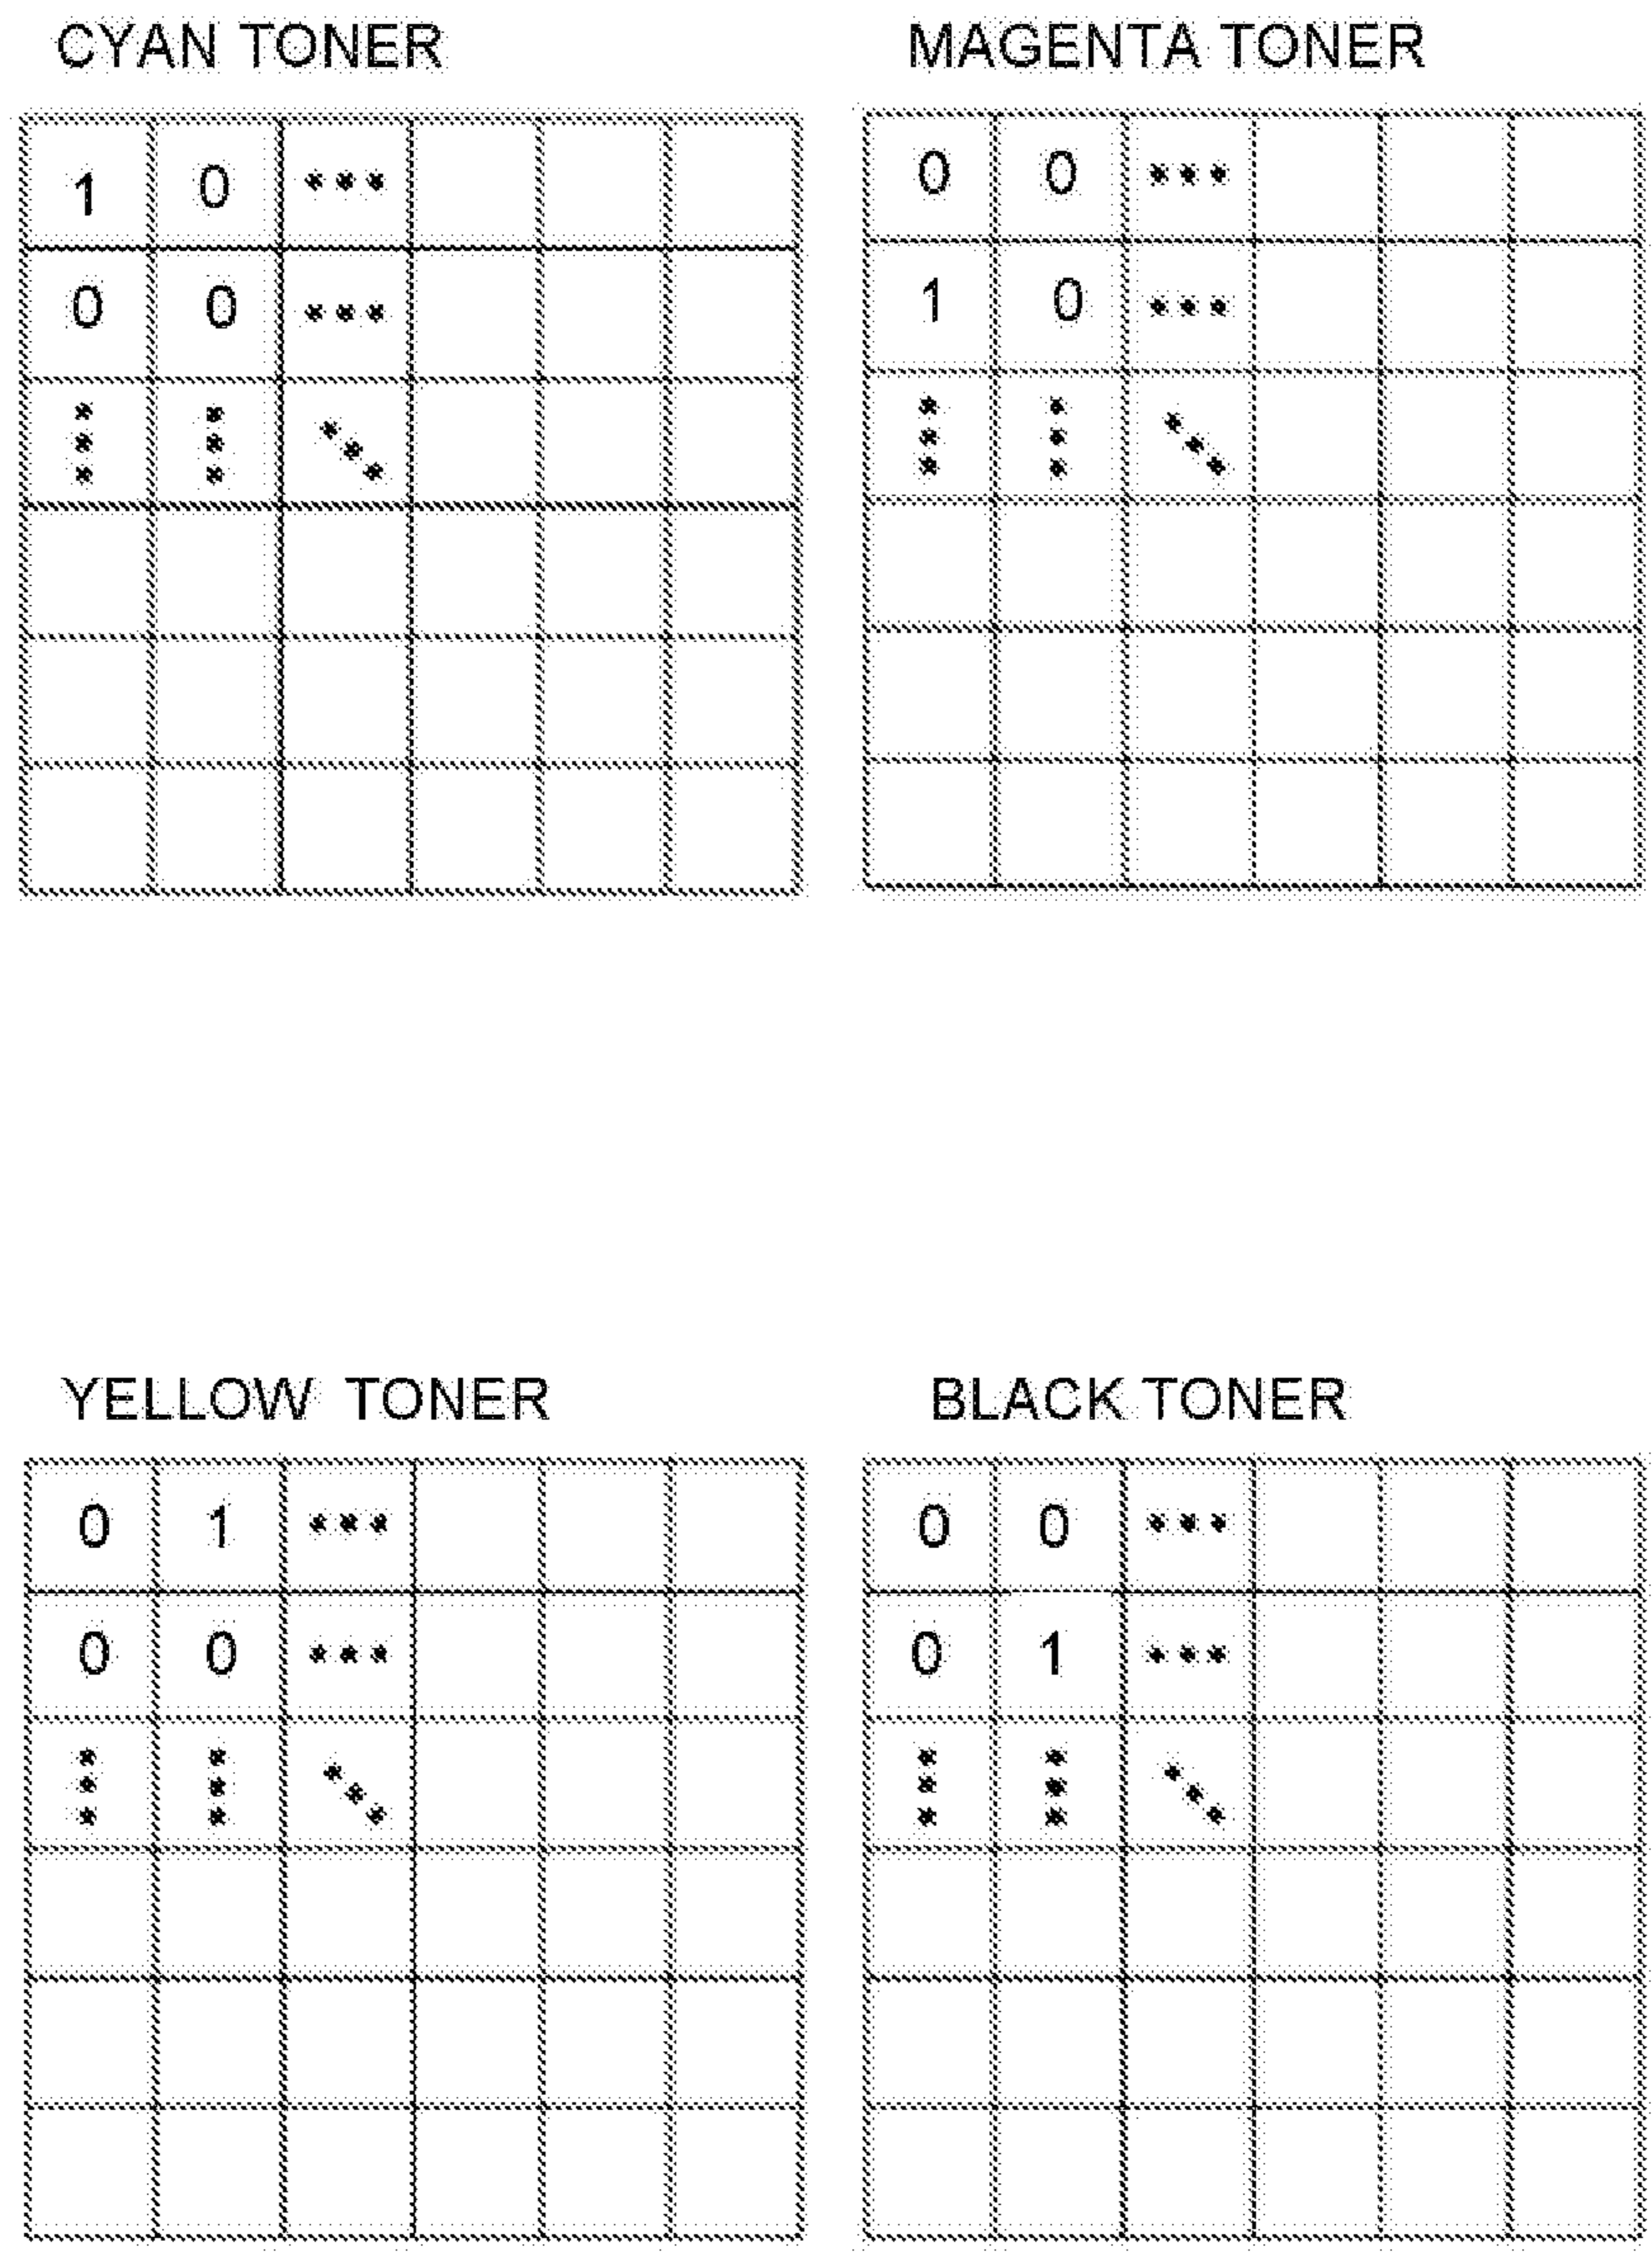 CYAN TONER
1 0 •••
0 0 •••
MAGENTA TONER
0 0 •••
1 0 •••
YELLOW TONER
0 1 •••
0 0 •••
BLACK TONER
0 0 •••
0 1 •••